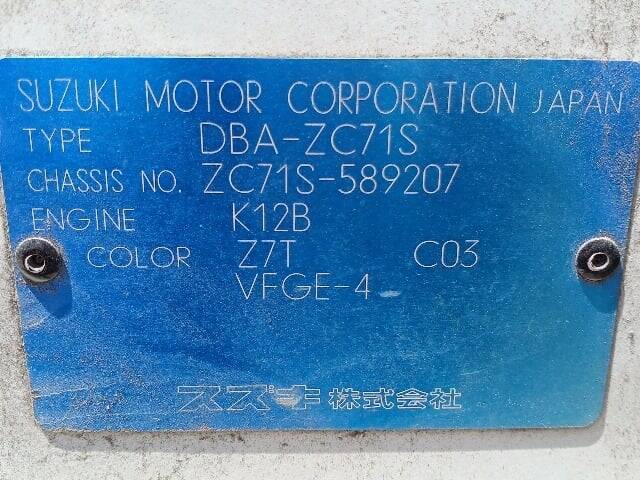 SUZUKI MOTOR CORPORATION JAPAN
TYPE DBA-ZC71S
CHASSIS NO. ZC71S-589207
ENGINE K12B
COLOR Z7T C03
VFGE-4
スズキ株式会社